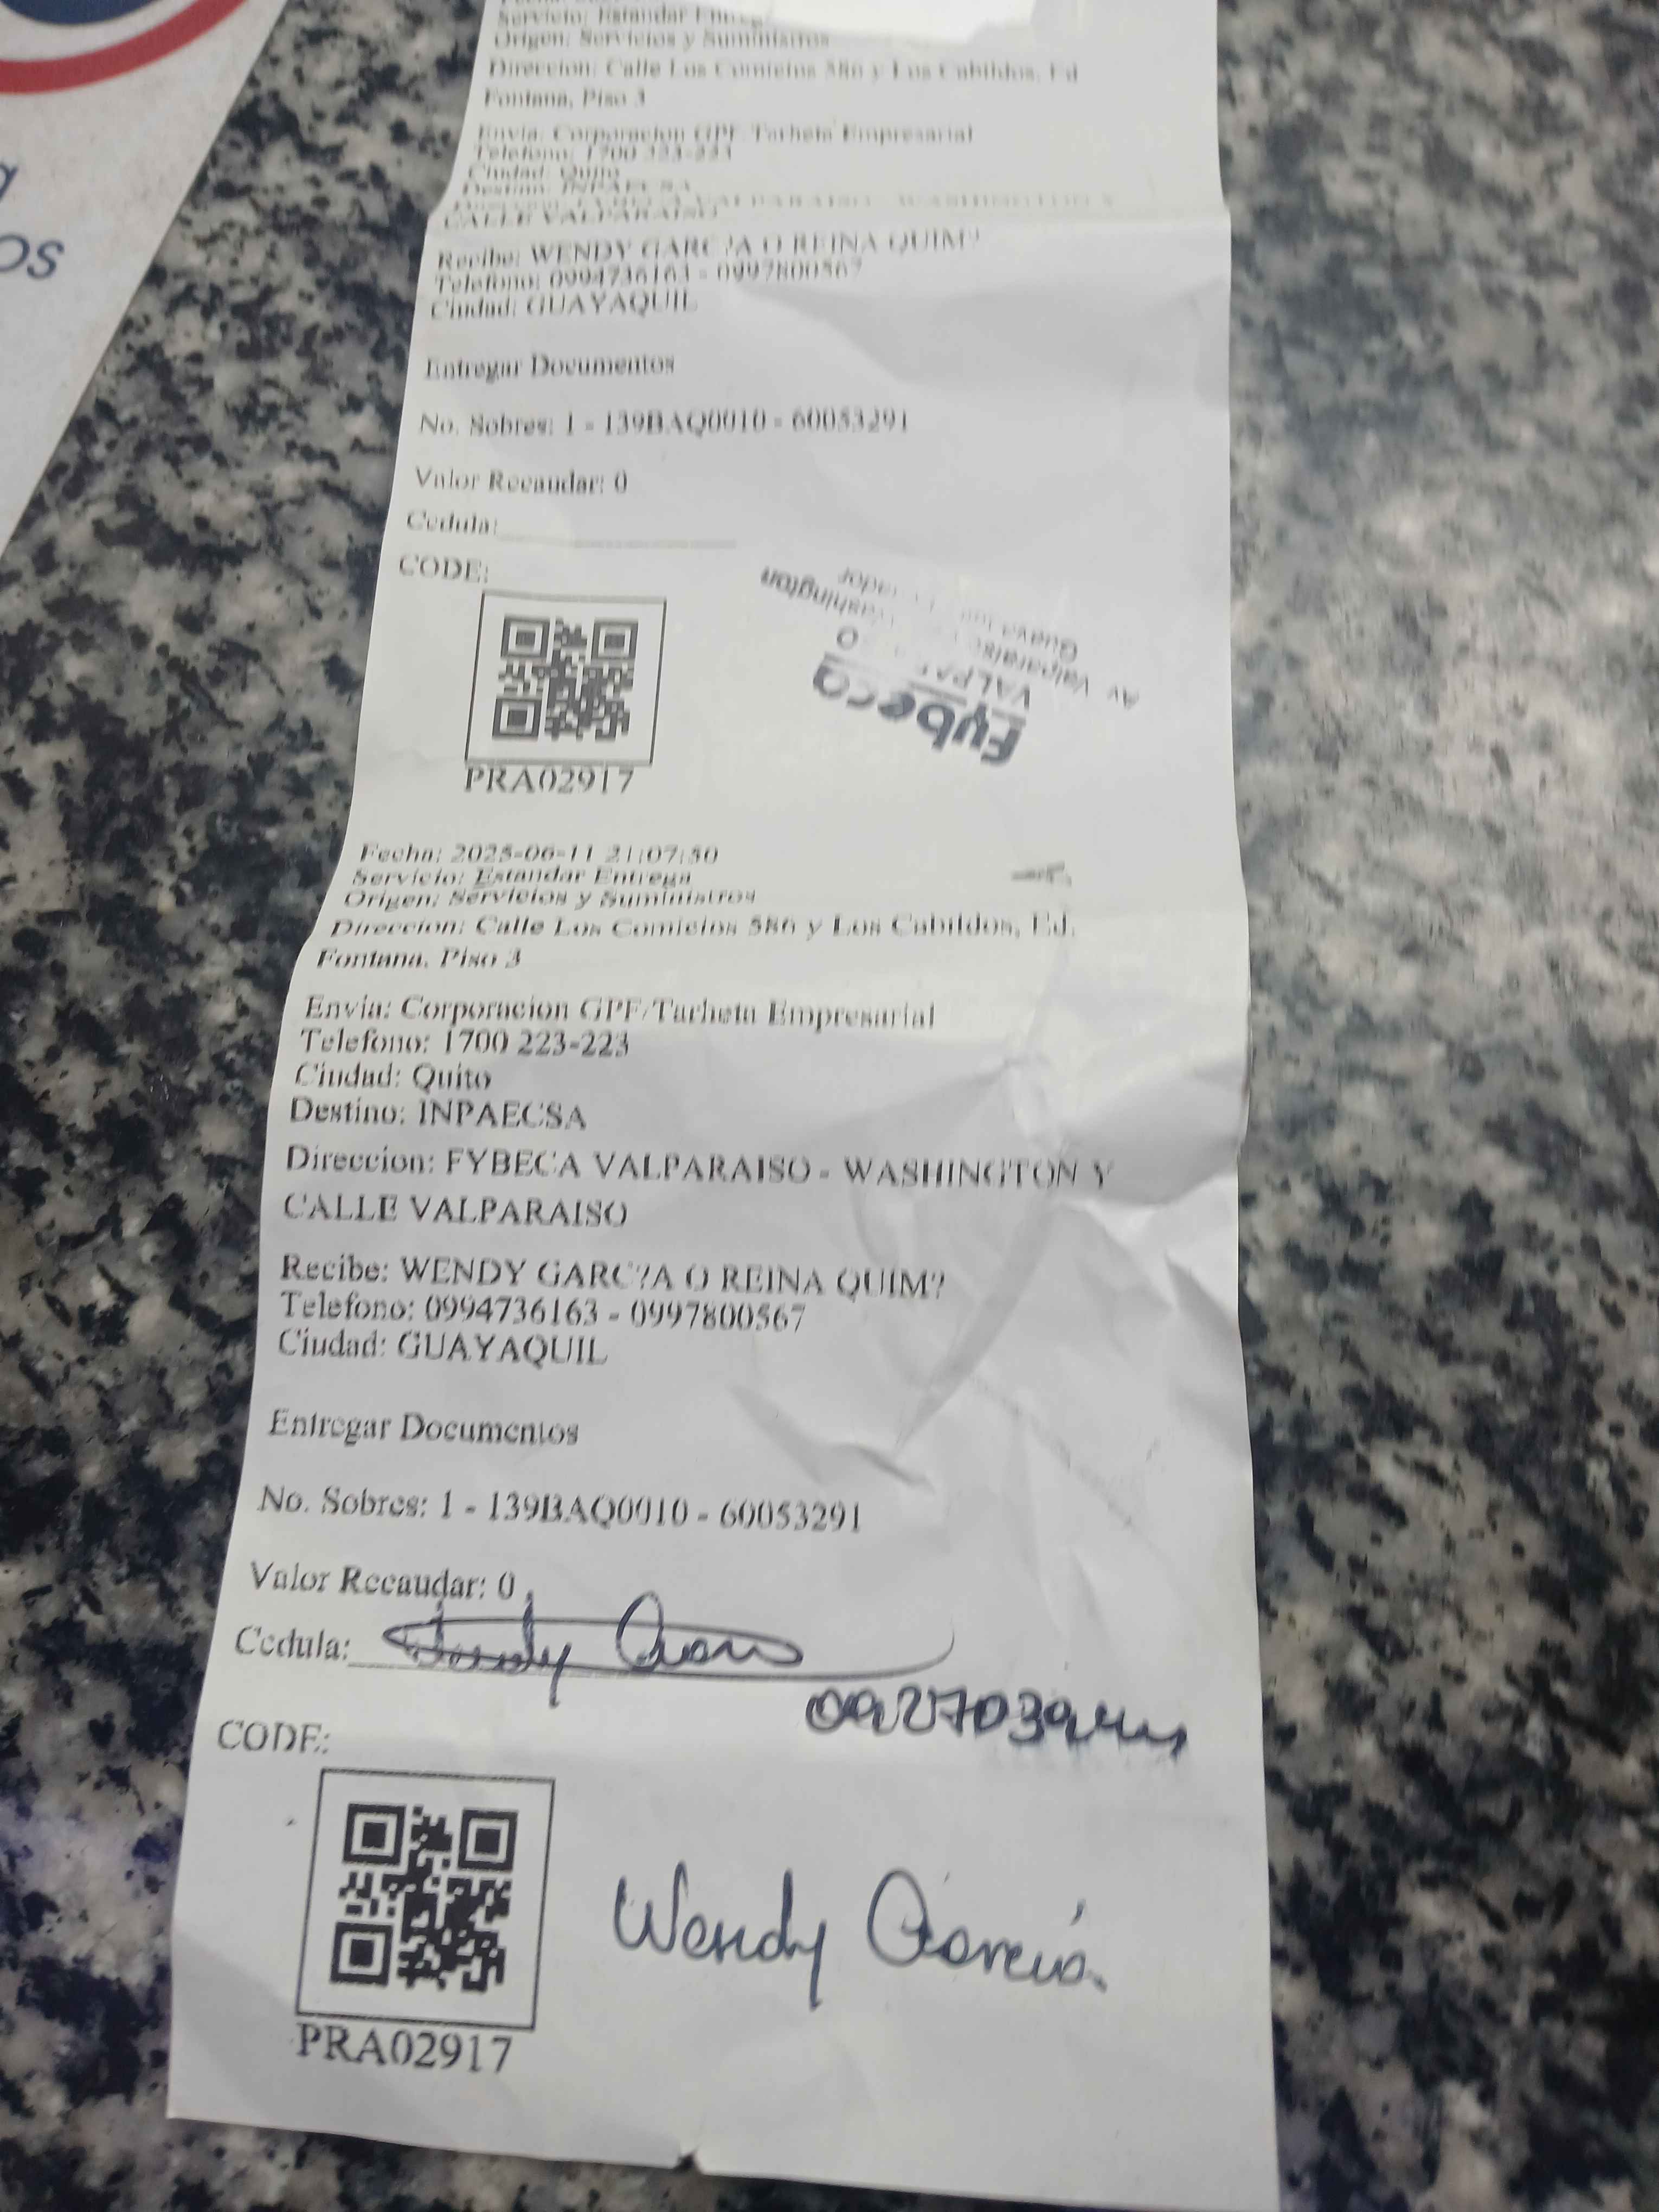 Servicio: Estandar Entreg
Origen: Servicios y Suministros
Direccion: Calle Los Comicios 586 y Los Cabildos, Ed
Fontana, Piso 3
Envia: Corporacion GPF Tarheta Empresarial
Telefono: 1700 223-223
Ciudad: Quito
Destino: INPAECSA
CALLE VALPARAISO
Recibe: WENDY GARC?A O REINA QUIM?
Telefono: 0994736163 - 0997800567
Ciudad: GUAYAQUIL
Entregar Documentos
No. Sobres: 1 - 139BAQ0010 - 60053291
Valor Recaudar: 0
Cedula:
CODE:
Fybeca
Av Valparaiso Washington
PRA02917
Fecha: 2025-06-11 21:07:50
Servicio: Estandar Entrega
Origen: Servicios y Suministros
Direccion: Calle Los Comicios 586 y Los Cabildos, Ed.
Fontana, Piso 3
Envia: Corporacion GPF/Tarheta Empresarial
Telefono: 1700 223-223
Ciudad: Quito
Destino: INPAECSA
Direccion: FYBECA VALPARAISO - WASHINGTON Y
CALLE VALPARAISO
Recibe: WENDY GARC?A O REINA QUIM?
Telefono: 0994736163 - 0997800567
Ciudad: GUAYAQUIL
Entregar Documentos
No. Sobres: 1 - 139BAQ0010 - 60053291
Valor Recaudar: 0
Cedula:
CODE:
Wendy García
PRA02917